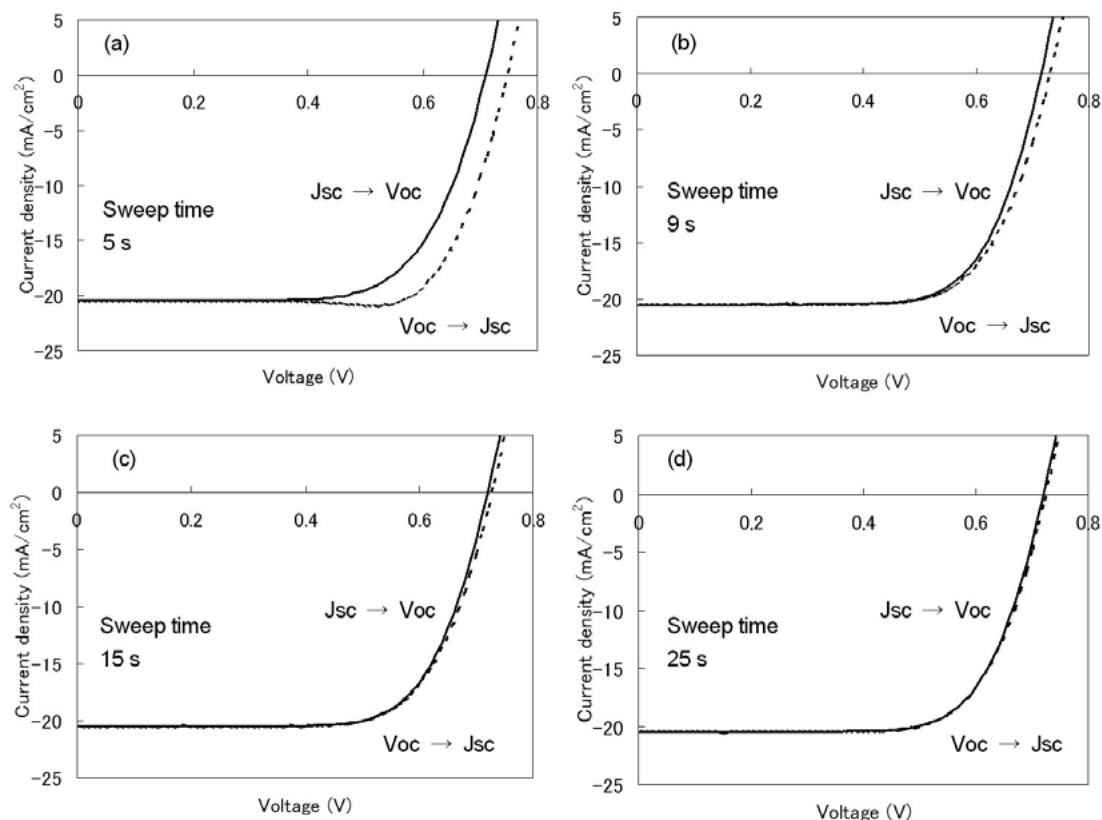 (a)
5
0
0
0.2
0.4
0.6
0.8
-5
-10
-15
-20
-25
Current density (mA/cm²)
Jsc → Voc
Sweep time
5 s
Voc → Jsc
Voltage (V)
(b)
5
0
0
0.2
0.4
0.6
0.8
-5
-10
-15
-20
-25
Current density (mA/cm²)
Jsc → Voc
Sweep time
9 s
Voc → Jsc
Voltage (V)
(c)
5
0
0
0.2
0.4
0.6
0.8
-5
-10
-15
-20
-25
Current density (mA/cm²)
Jsc → Voc
Sweep time
15 s
Voc → Jsc
Voltage (V)
(d)
5
0
0
0.2
0.4
0.6
0.8
-5
-10
-15
-20
-25
Current density (mA/cm²)
Jsc → Voc
Sweep time
25 s
Voc → Jsc
Voltage (V)